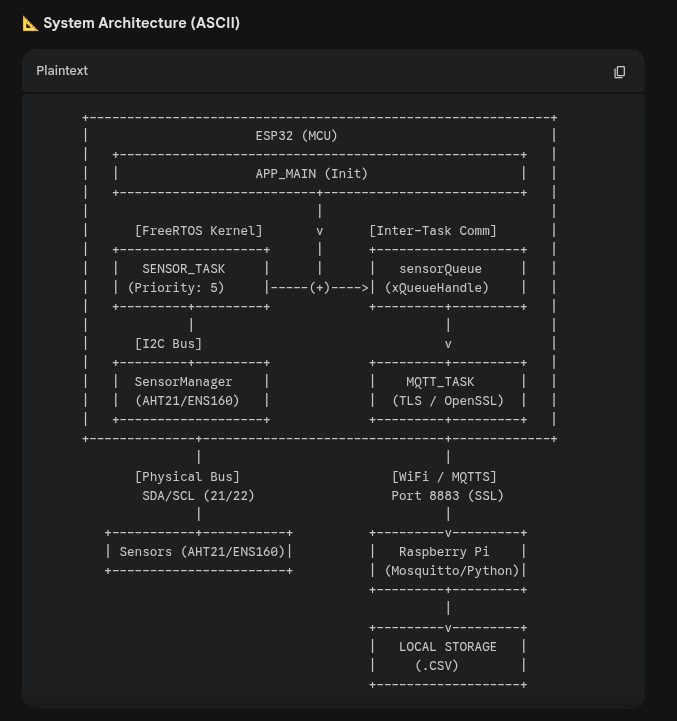 📐 System Architecture (ASCII)
Plaintext
+--------------------------------------------------------------+
|                      ESP32 (MCU)                             |
|   +------------------------------------------------------+   |
|   |                  APP_MAIN (Init)                     |   |
|   +--------------------------+---------------------------+   |
|                              |                               |
|      [FreeRTOS Kernel]       v      [Inter-Task Comm]        |
|   +-------------------+      |      +-------------------+    |
|   |   SENSOR_TASK     |      |      |   sensorQueue     |    |
|   | (Priority: 5)     |-----(+)---->| (xQueueHandle)    |    |
|   +---------+---------+             +---------+---------+    |
|             |                                 |              |
|      [I2C Bus]                                v              |
|   +---------+---------+             +---------+---------+    |
|   |  SensorManager    |             |    MQTT_TASK      |    |
|   |  (AHT21/ENS160)   |             |  (TLS / OpenSSL)  |    |
|   +-------------------+             +---------+---------+    |
+--------------+--------------------------------+--------------+
               |                                |
       [Physical Bus]                    [WiFi / MQTTS]
        SDA/SCL (21/22)                  Port 8883 (SSL)
               |                                |
   +-----------+-----------+          +---------v---------+
   | Sensors (AHT21/ENS160)|          |   Raspberry Pi    |
   +-----------------------+          | (Mosquitto/Python)|
                                      +---------+---------+
                                                |
                                      +---------v---------+
                                      |   LOCAL STORAGE   |
                                      |     (.CSV)        |
                                      +-------------------+